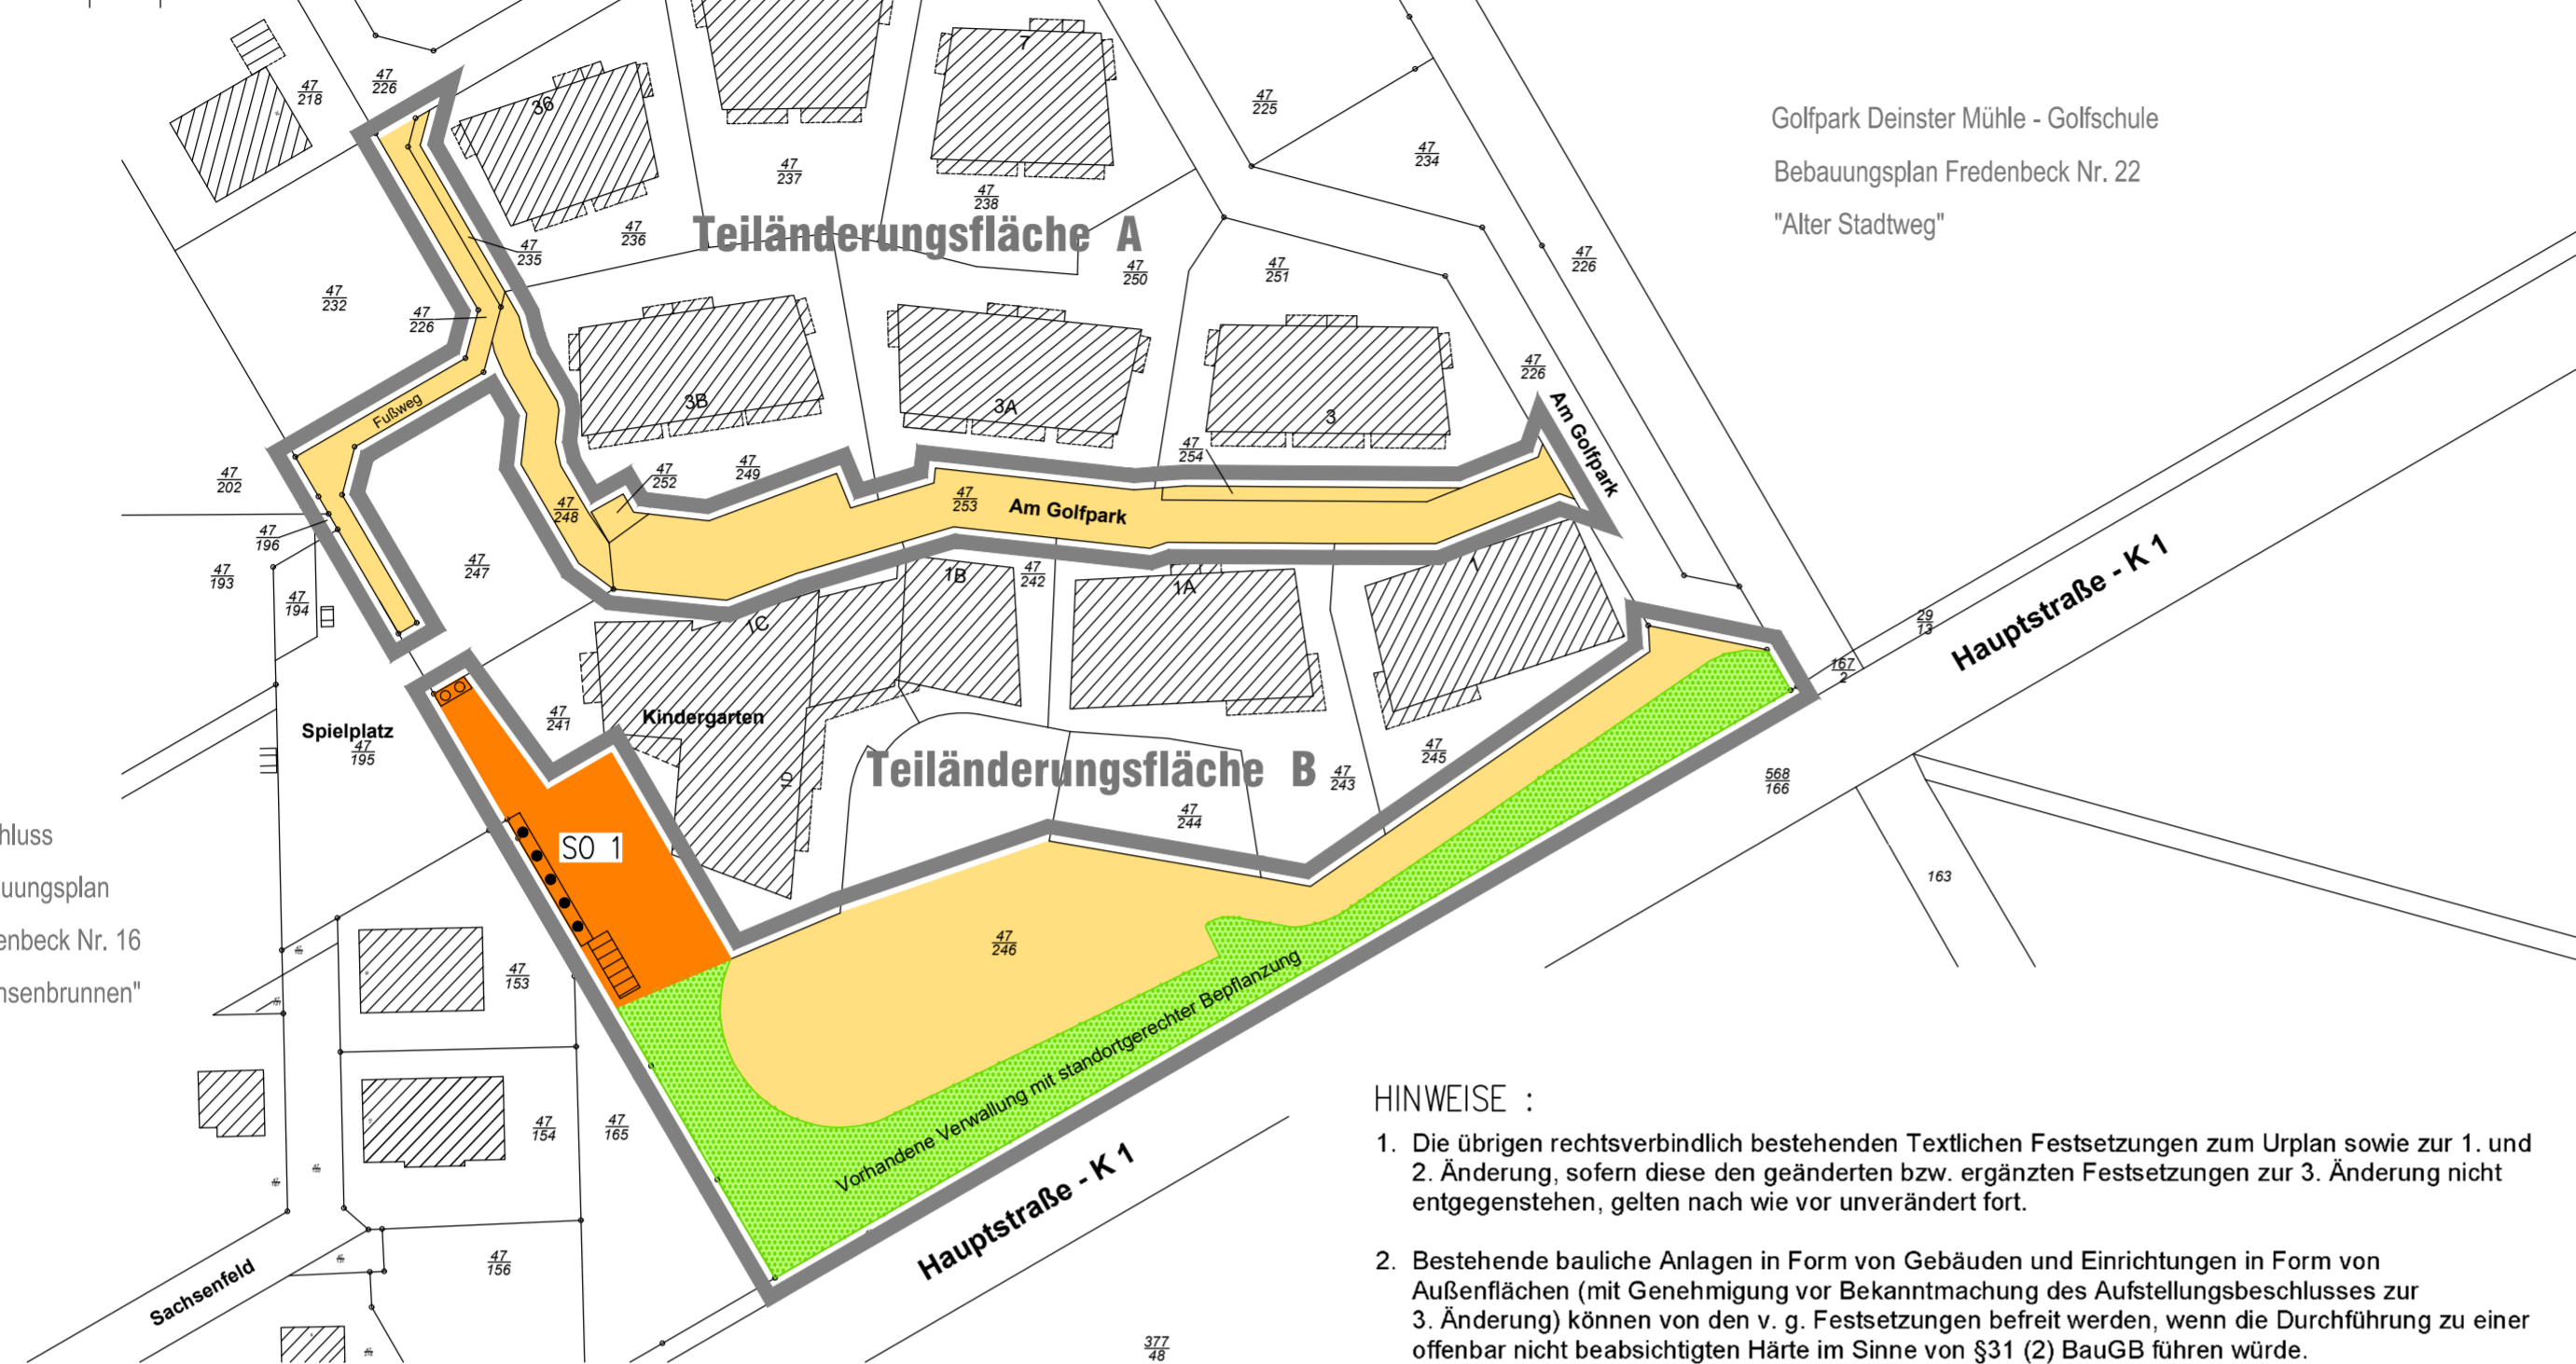 47
218
47
226
36
7
47
225
47
234
Golfpark Deinster Mühle - Golfschule
Bebauungsplan Fredenbeck Nr. 22
"Alter Stadtweg"
47
237
47
238
47
236
47
235
Teiländerungsfläche A
47
250
47
251
47
226
47
232
47
226
3B
3A
3
47
226
Am Golfpark
Fußweg
47
202
47
252
47
249
47
254
47
248
47
253
Am Golfpark
47
196
47
193
47
194
47
247
1B
47
242
1A
1
1C
29
13
Hauptstraße - K 1
167
2
47
241
Kindergarten
1D
Spielplatz
47
195
Teiländerungsfläche B
47
245
47
243
47
244
568
166
SO 1
hluss
uungsplan
enbeck Nr. 16
hsenbrunnen"
163
47
246
47
153
Vorhandene Verwallung mit standortgerechter Bepflanzung
47
154
47
165
Hauptstraße - K 1
47
156
Sachsenfeld
377
48
HINWEISE :
1. Die übrigen rechtsverbindlich bestehenden Textlichen Festsetzungen zum Urplan sowie zur 1. und
2. Änderung, sofern diese den geänderten bzw. ergänzten Festsetzungen zur 3. Änderung nicht
entgegenstehen, gelten nach wie vor unverändert fort.
2. Bestehende bauliche Anlagen in Form von Gebäuden und Einrichtungen in Form von
Außenflächen (mit Genehmigung vor Bekanntmachung des Aufstellungsbeschlusses zur
3. Änderung) können von den v. g. Festsetzungen befreit werden, wenn die Durchführung zu einer
offenbar nicht beabsichtigten Härte im Sinne von §31 (2) BauGB führen würde.